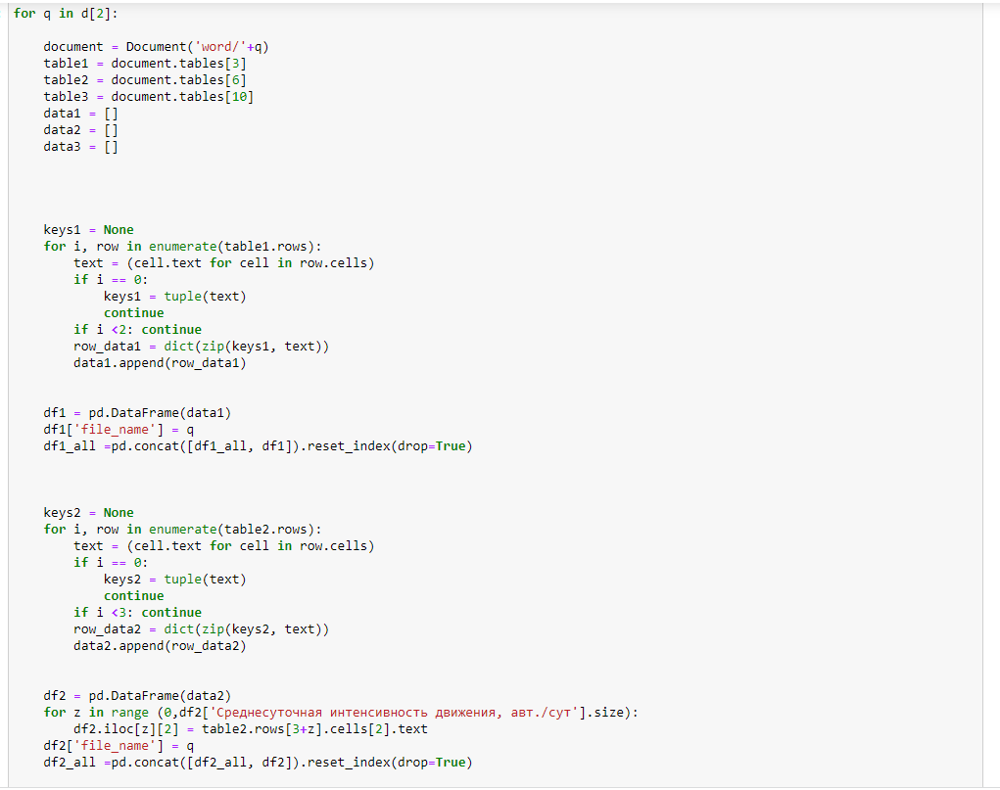 for q in d[2]:
    document = Document('word/'+q)
    table1 = document.tables[3]
    table2 = document.tables[6]
    table3 = document.tables[10]
    data1 = []
    data2 = []
    data3 = []
    keys1 = None
    for i, row in enumerate(table1.rows):
        text = (cell.text for cell in row.cells)
        if i == 0:
            keys1 = tuple(text)
            continue
        if i <2: continue
        row_data1 = dict(zip(keys1, text))
        data1.append(row_data1)
    df1 = pd.DataFrame(data1)
    df1['file_name'] = q
    df1_all =pd.concat([df1_all, df1]).reset_index(drop=True)
    keys2 = None
    for i, row in enumerate(table2.rows):
        text = (cell.text for cell in row.cells)
        if i == 0:
            keys2 = tuple(text)
            continue
        if i <3: continue
        row_data2 = dict(zip(keys2, text))
        data2.append(row_data2)
    df2 = pd.DataFrame(data2)
    for z in range (0,df2['Среднесуточная интенсивность движения, авт./сут'].size):
        df2.iloc[z][2] = table2.rows[3+z].cells[2].text
    df2['file_name'] = q
    df2_all =pd.concat([df2_all, df2]).reset_index(drop=True)